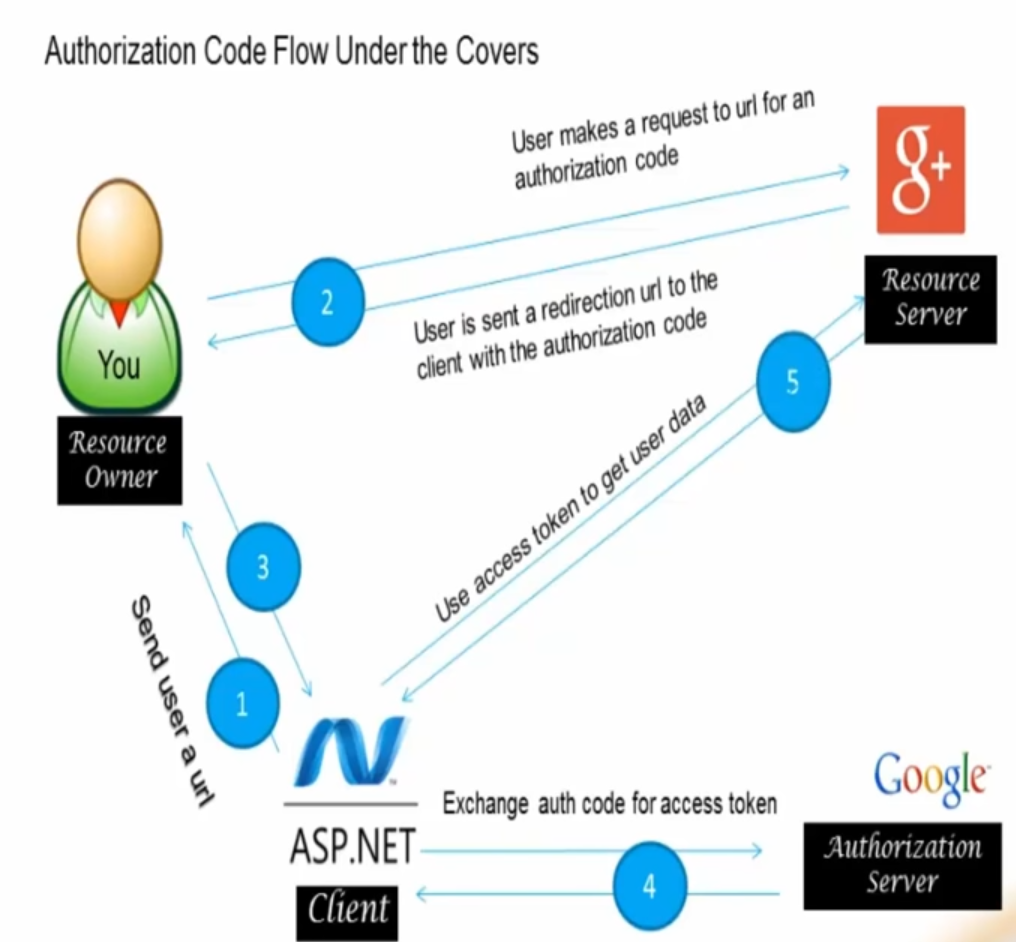 Authorization Code Flow Under the Covers
User makes a request to url for an
authorization code
g+
Resource
Server
2
User is sent a redirection url to the
client with the authorization code
You
Resource
Owner
5
Use access token to get user data
3
Send user a url
1
Google
ASP.NET
Client
Exchange auth code for access token
4
Authorization
Server